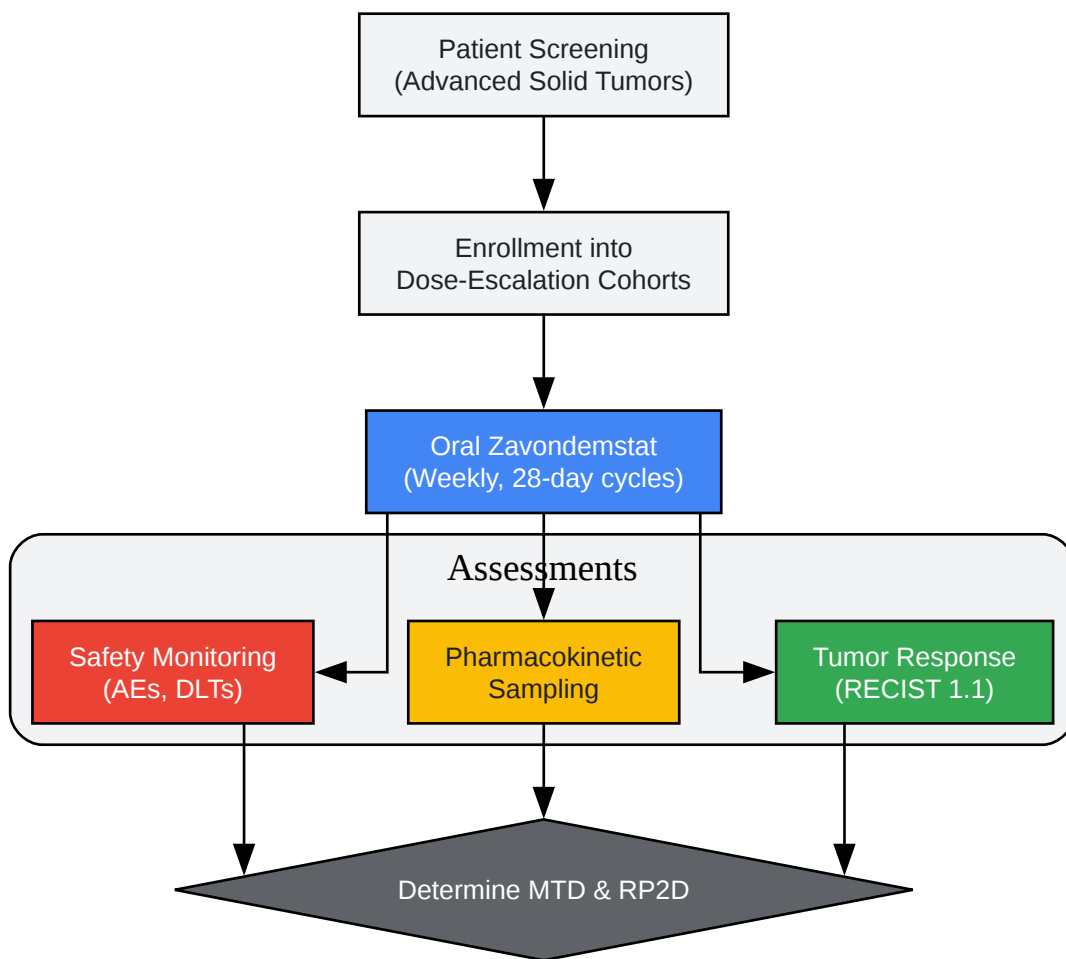 Patient Screening
(Advanced Solid Tumors)
Enrollment into
Dose-Escalation Cohorts
Oral Zavondemstat
(Weekly, 28-day cycles)
Assessments
Safety Monitoring
(AEs, DLTs)
Pharmacokinetic
Sampling
Tumor Response
(RECIST 1.1)
Determine MTD & RP2D